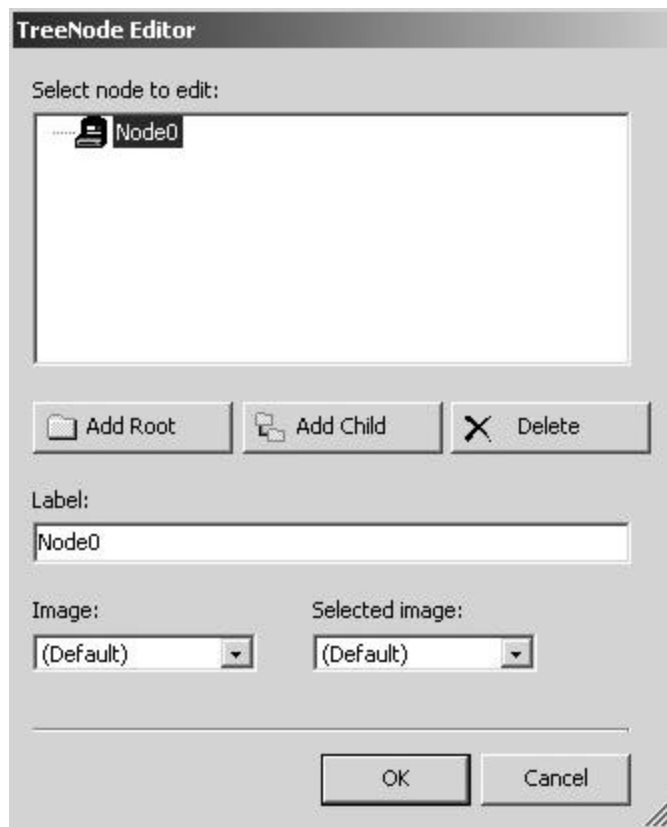 TreeNode Editor
Select node to edit:
Node0
Add Root
Add Child
Delete
Label:
Node0
Image:
Selected image:
(Default)
(Default)
OK
Cancel